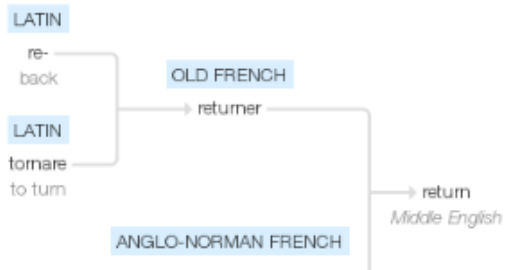 LATIN
re-
back
OLD FRENCH
returner
LATIN
tornare
to turn
return
Middle English
ANGLO-NORMAN FRENCH